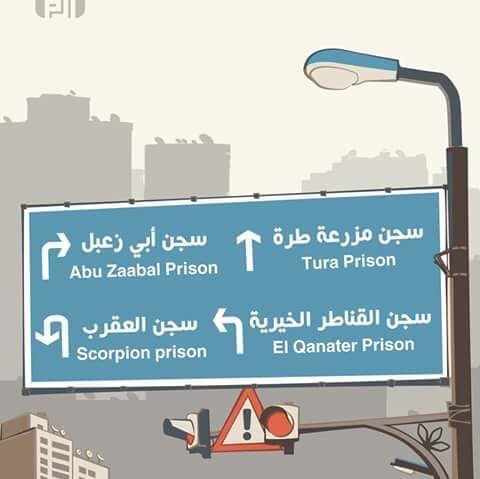 سجن مزرعة طرة
Tura Prison
سجن أبي زعبل
Abu Zaabal Prison
سجن القناطر الخيرية
El Qanater Prison
سجن العقرب
Scorpion prison
!